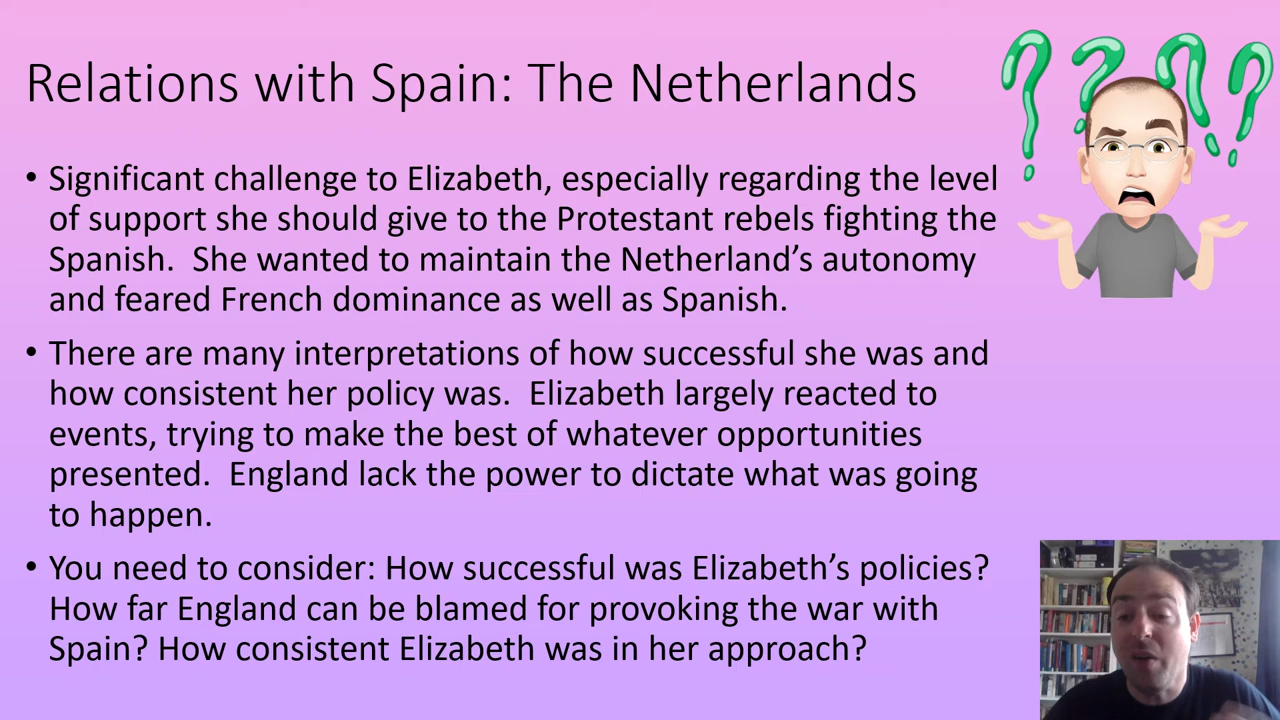 Relations with Spain: The Netherlands
• Significant challenge to Elizabeth, especially regarding the level
of support she should give to the Protestant rebels fighting the
Spanish.  She wanted to maintain the Netherland’s autonomy
and feared French dominance as well as Spanish.
• There are many interpretations of how successful she was and
how consistent her policy was.  Elizabeth largely reacted to
events, trying to make the best of whatever opportunities
presented.  England lack the power to dictate what was going
to happen.
• You need to consider: How successful was Elizabeth’s policies?
How far England can be blamed for provoking the war with
Spain? How consistent Elizabeth was in her approach?
????